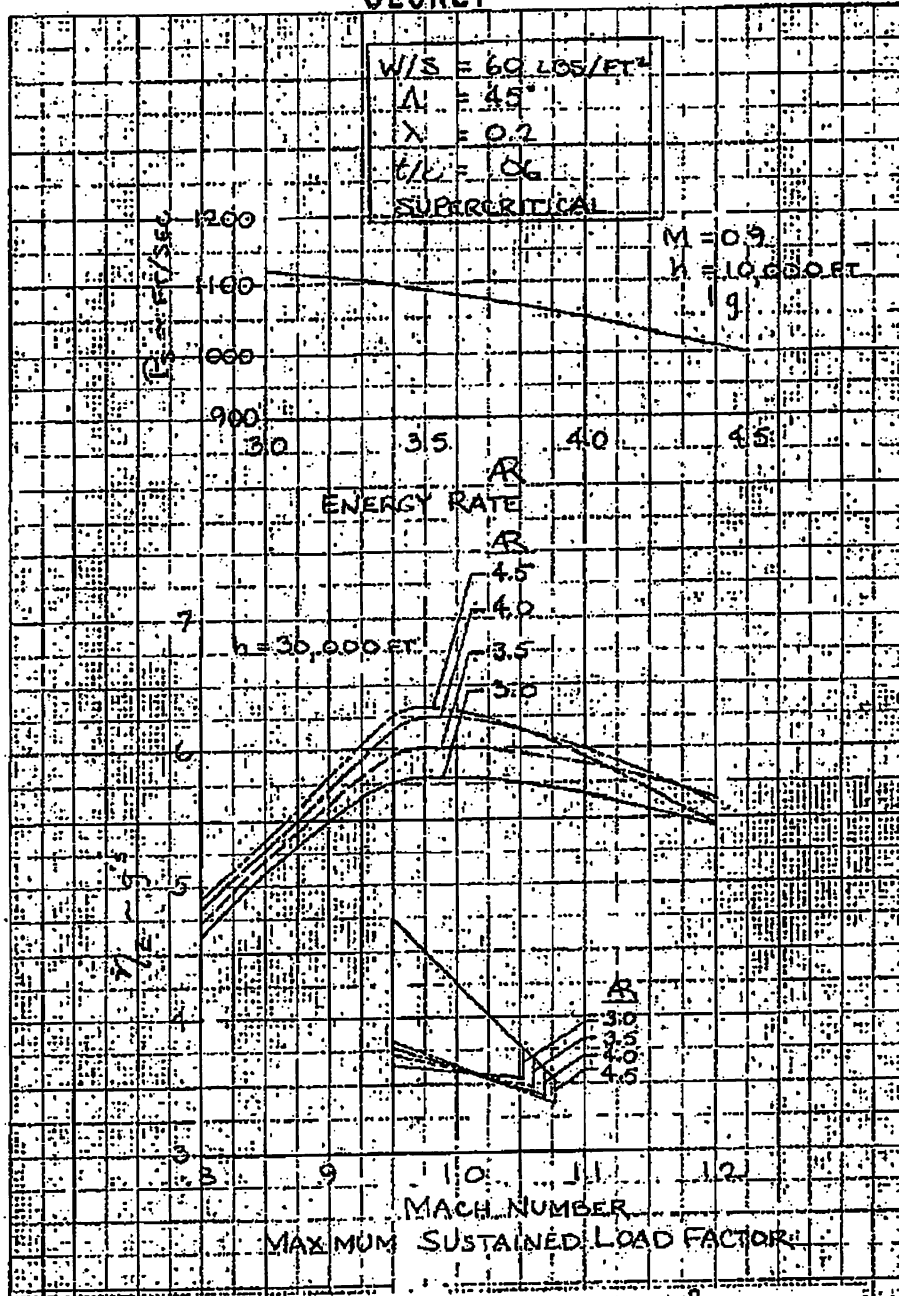 SECRET
W/S = 60 LBS/FT²
Λ = 45°
λ = 0.2
t/c = .06
SUPERCRITICAL
M = 0.9
h = 10,000 FT
1 g
Ps ~ FT/SEC
1200
1100
1000
900
3.0 3.5 4.0 4.5
AR
ENERGY RATE
AR
4.5
4.0
3.5
3.0
h = 30,000 FT
7
6
5
4
3
~ g's
AR
3.0
3.5
4.0
4.5
.8 .9 1.0 1.1 1.2
MACH NUMBER
MAXIMUM SUSTAINED LOAD FACTOR